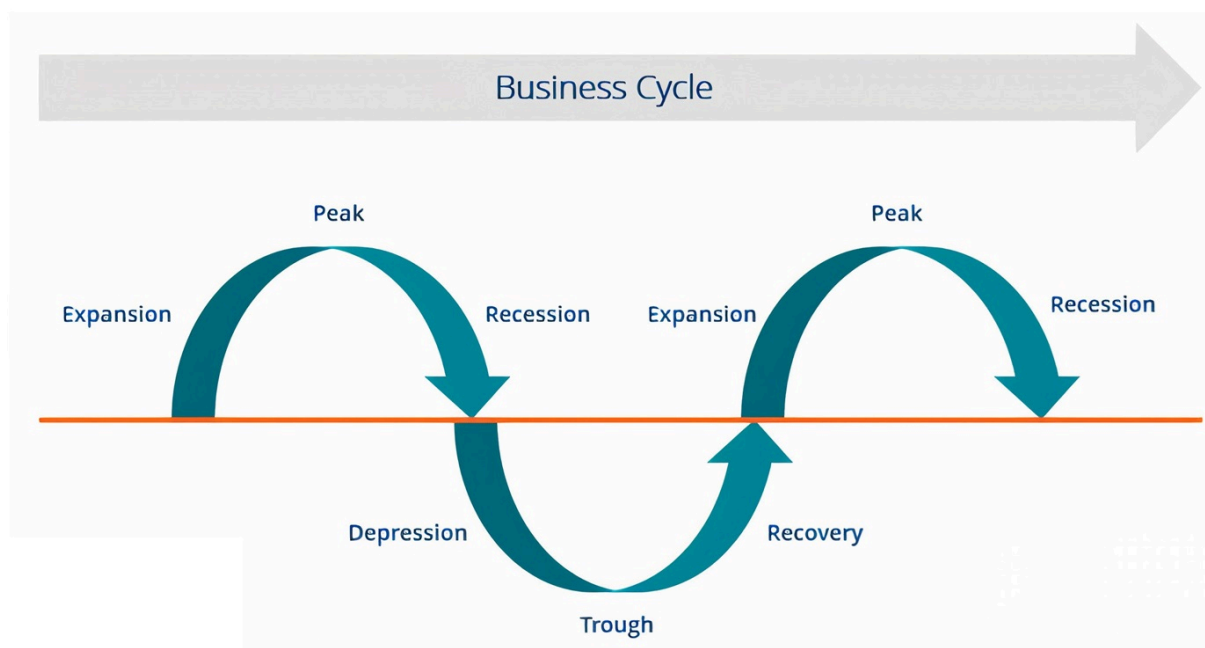 Business Cycle
Peak
Peak
Expansion
Recession
Expansion
Recession
Depression
Recovery
Trough